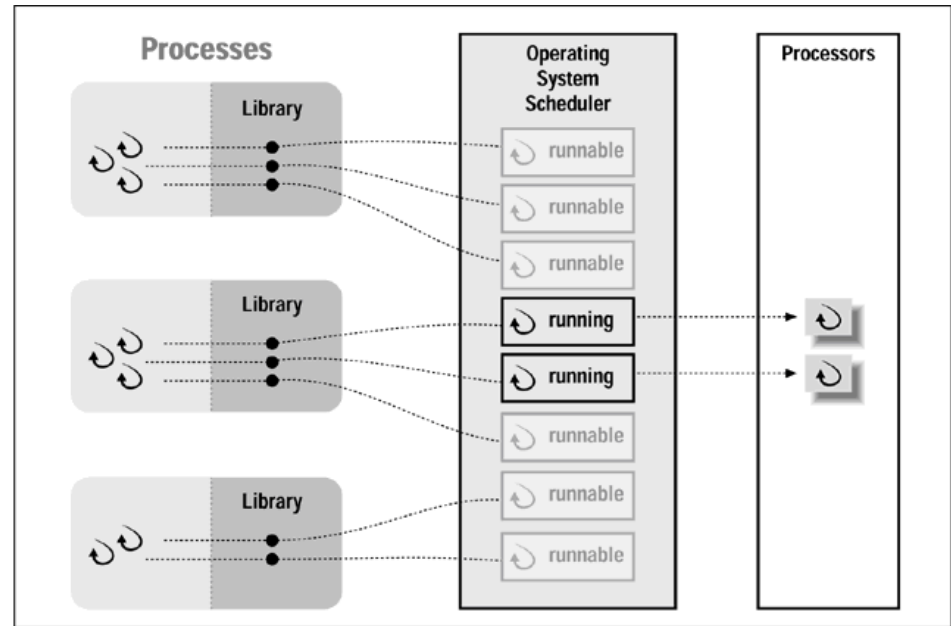 Processes
Library
Library
Library
Operating
System
Scheduler
runnable
runnable
runnable
running
running
runnable
runnable
runnable
Processors